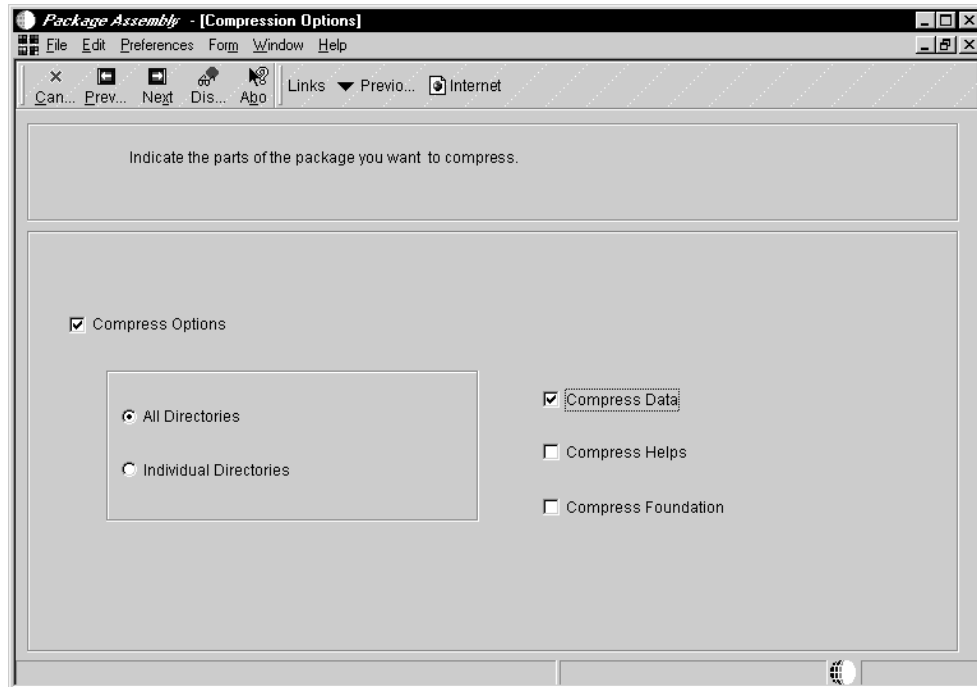 Package Assembly - [Compression Options]
File Edit Preferences Form Window Help
Can... Prev... Next Dis... Abo Links Previo... Internet
Indicate the parts of the package you want to compress.
Compress Options
All Directories
Individual Directories
Compress Data
Compress Helps
Compress Foundation